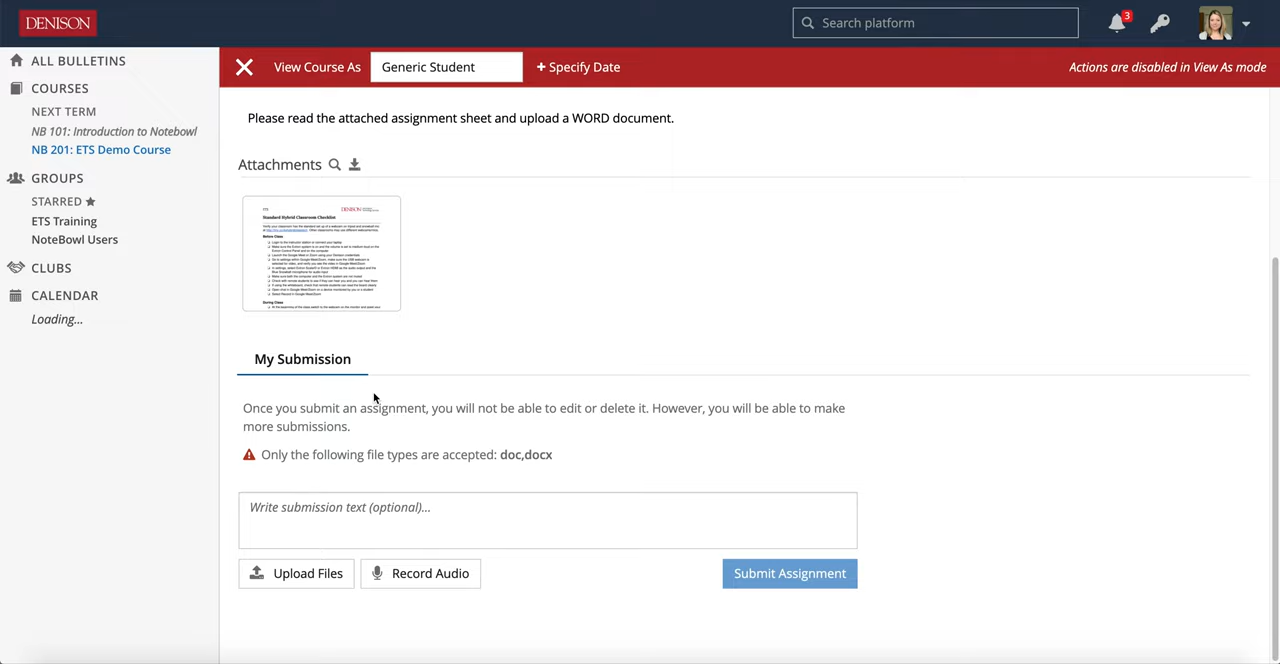 DENISON
Search platform
3
ALL BULLETINS
COURSES
NEXT TERM
NB 101: Introduction to Notebowl
NB 201: ETS Demo Course
GROUPS
STARRED
ETS Training
NoteBowl Users
CLUBS
CALENDAR
Loading...
View Course As
Generic Student
+ Specify Date
Actions are disabled in View As mode
Please read the attached assignment sheet and upload a WORD document.
Attachments
DENISON
Standard Hybrid Classroom Checklist
Before Class
During Class
My Submission
Once you submit an assignment, you will not be able to edit or delete it. However, you will be able to make
more submissions.
Only the following file types are accepted: doc,docx
Write submission text (optional)...
Upload Files
Record Audio
Submit Assignment